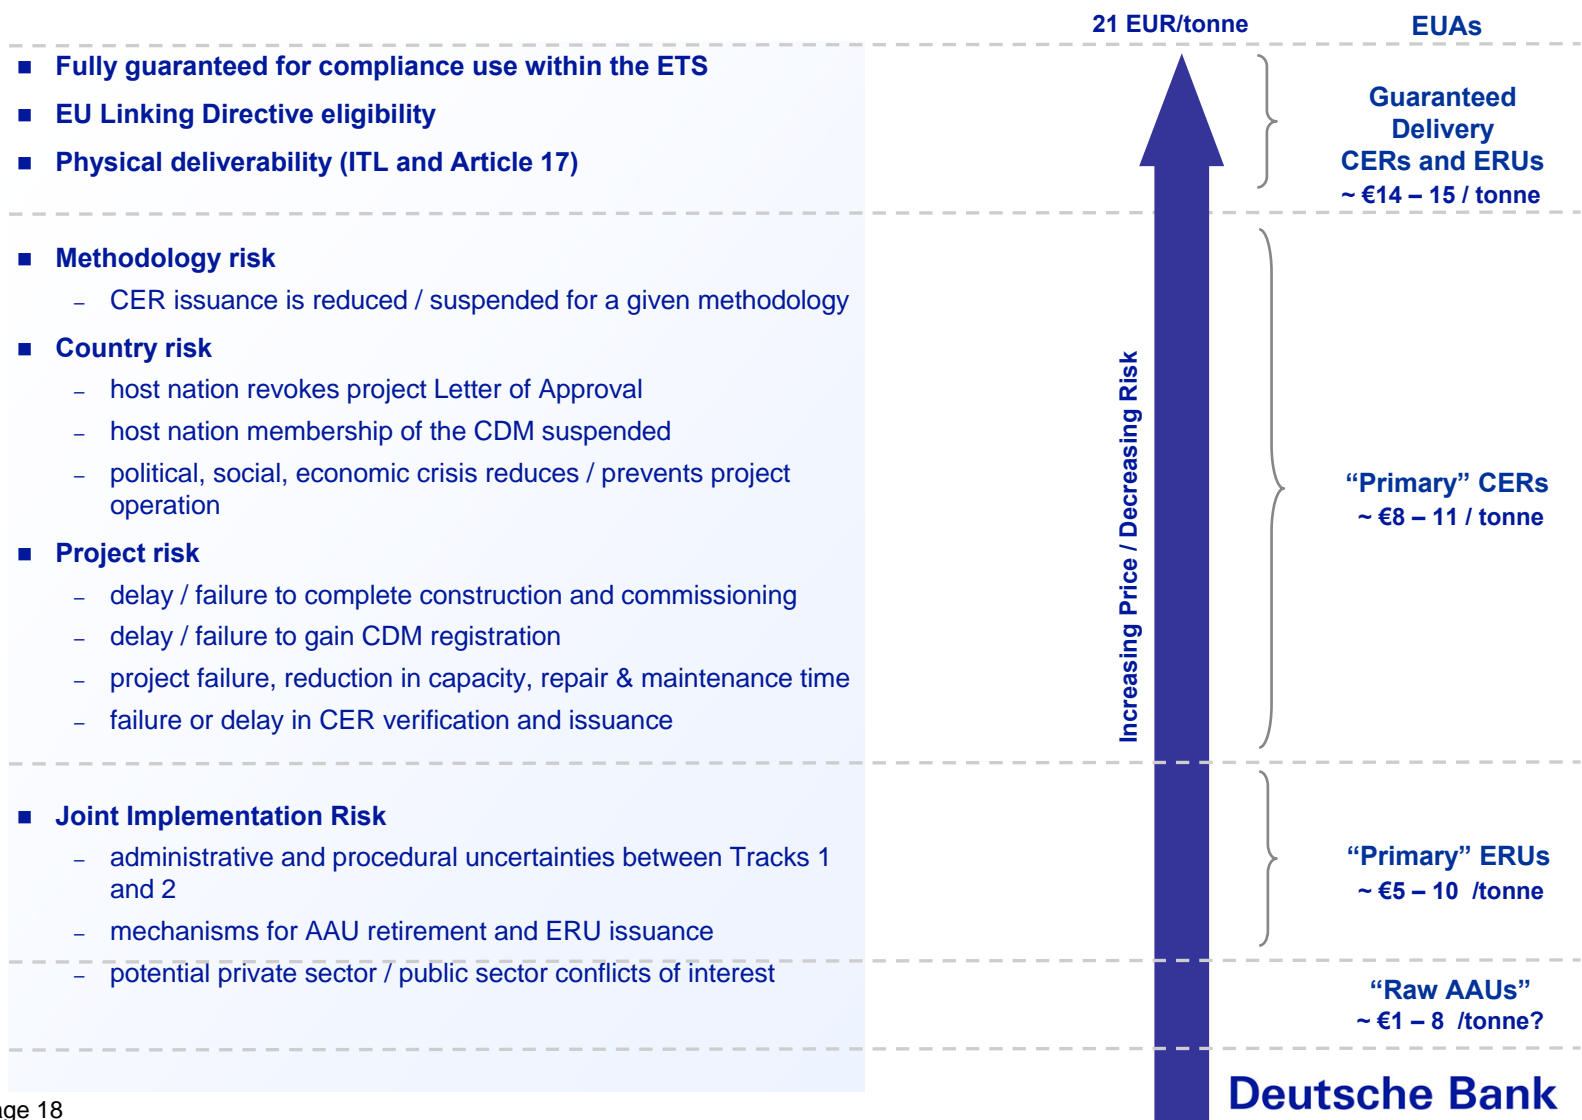 21 EUR/tonne
EUAs
■ Fully guaranteed for compliance use within the ETS
■ EU Linking Directive eligibility
■ Physical deliverability (ITL and Article 17)
Guaranteed
Delivery
CERs and ERUs
~ €14 – 15 / tonne
■ Methodology risk
– CER issuance is reduced / suspended for a given methodology
■ Country risk
– host nation revokes project Letter of Approval
– host nation membership of the CDM suspended
– political, social, economic crisis reduces / prevents project
operation
■ Project risk
– delay / failure to complete construction and commissioning
– delay / failure to gain CDM registration
– project failure, reduction in capacity, repair & maintenance time
– failure or delay in CER verification and issuance
Increasing Price / Decreasing Risk
“Primary” CERs
~ €8 – 11 / tonne
■ Joint Implementation Risk
– administrative and procedural uncertainties between Tracks 1
and 2
– mechanisms for AAU retirement and ERU issuance
– potential private sector / public sector conflicts of interest
“Primary” ERUs
~ €5 – 10 /tonne
“Raw AAUs”
~ €1 – 8 /tonne?
Deutsche Bank
age 18